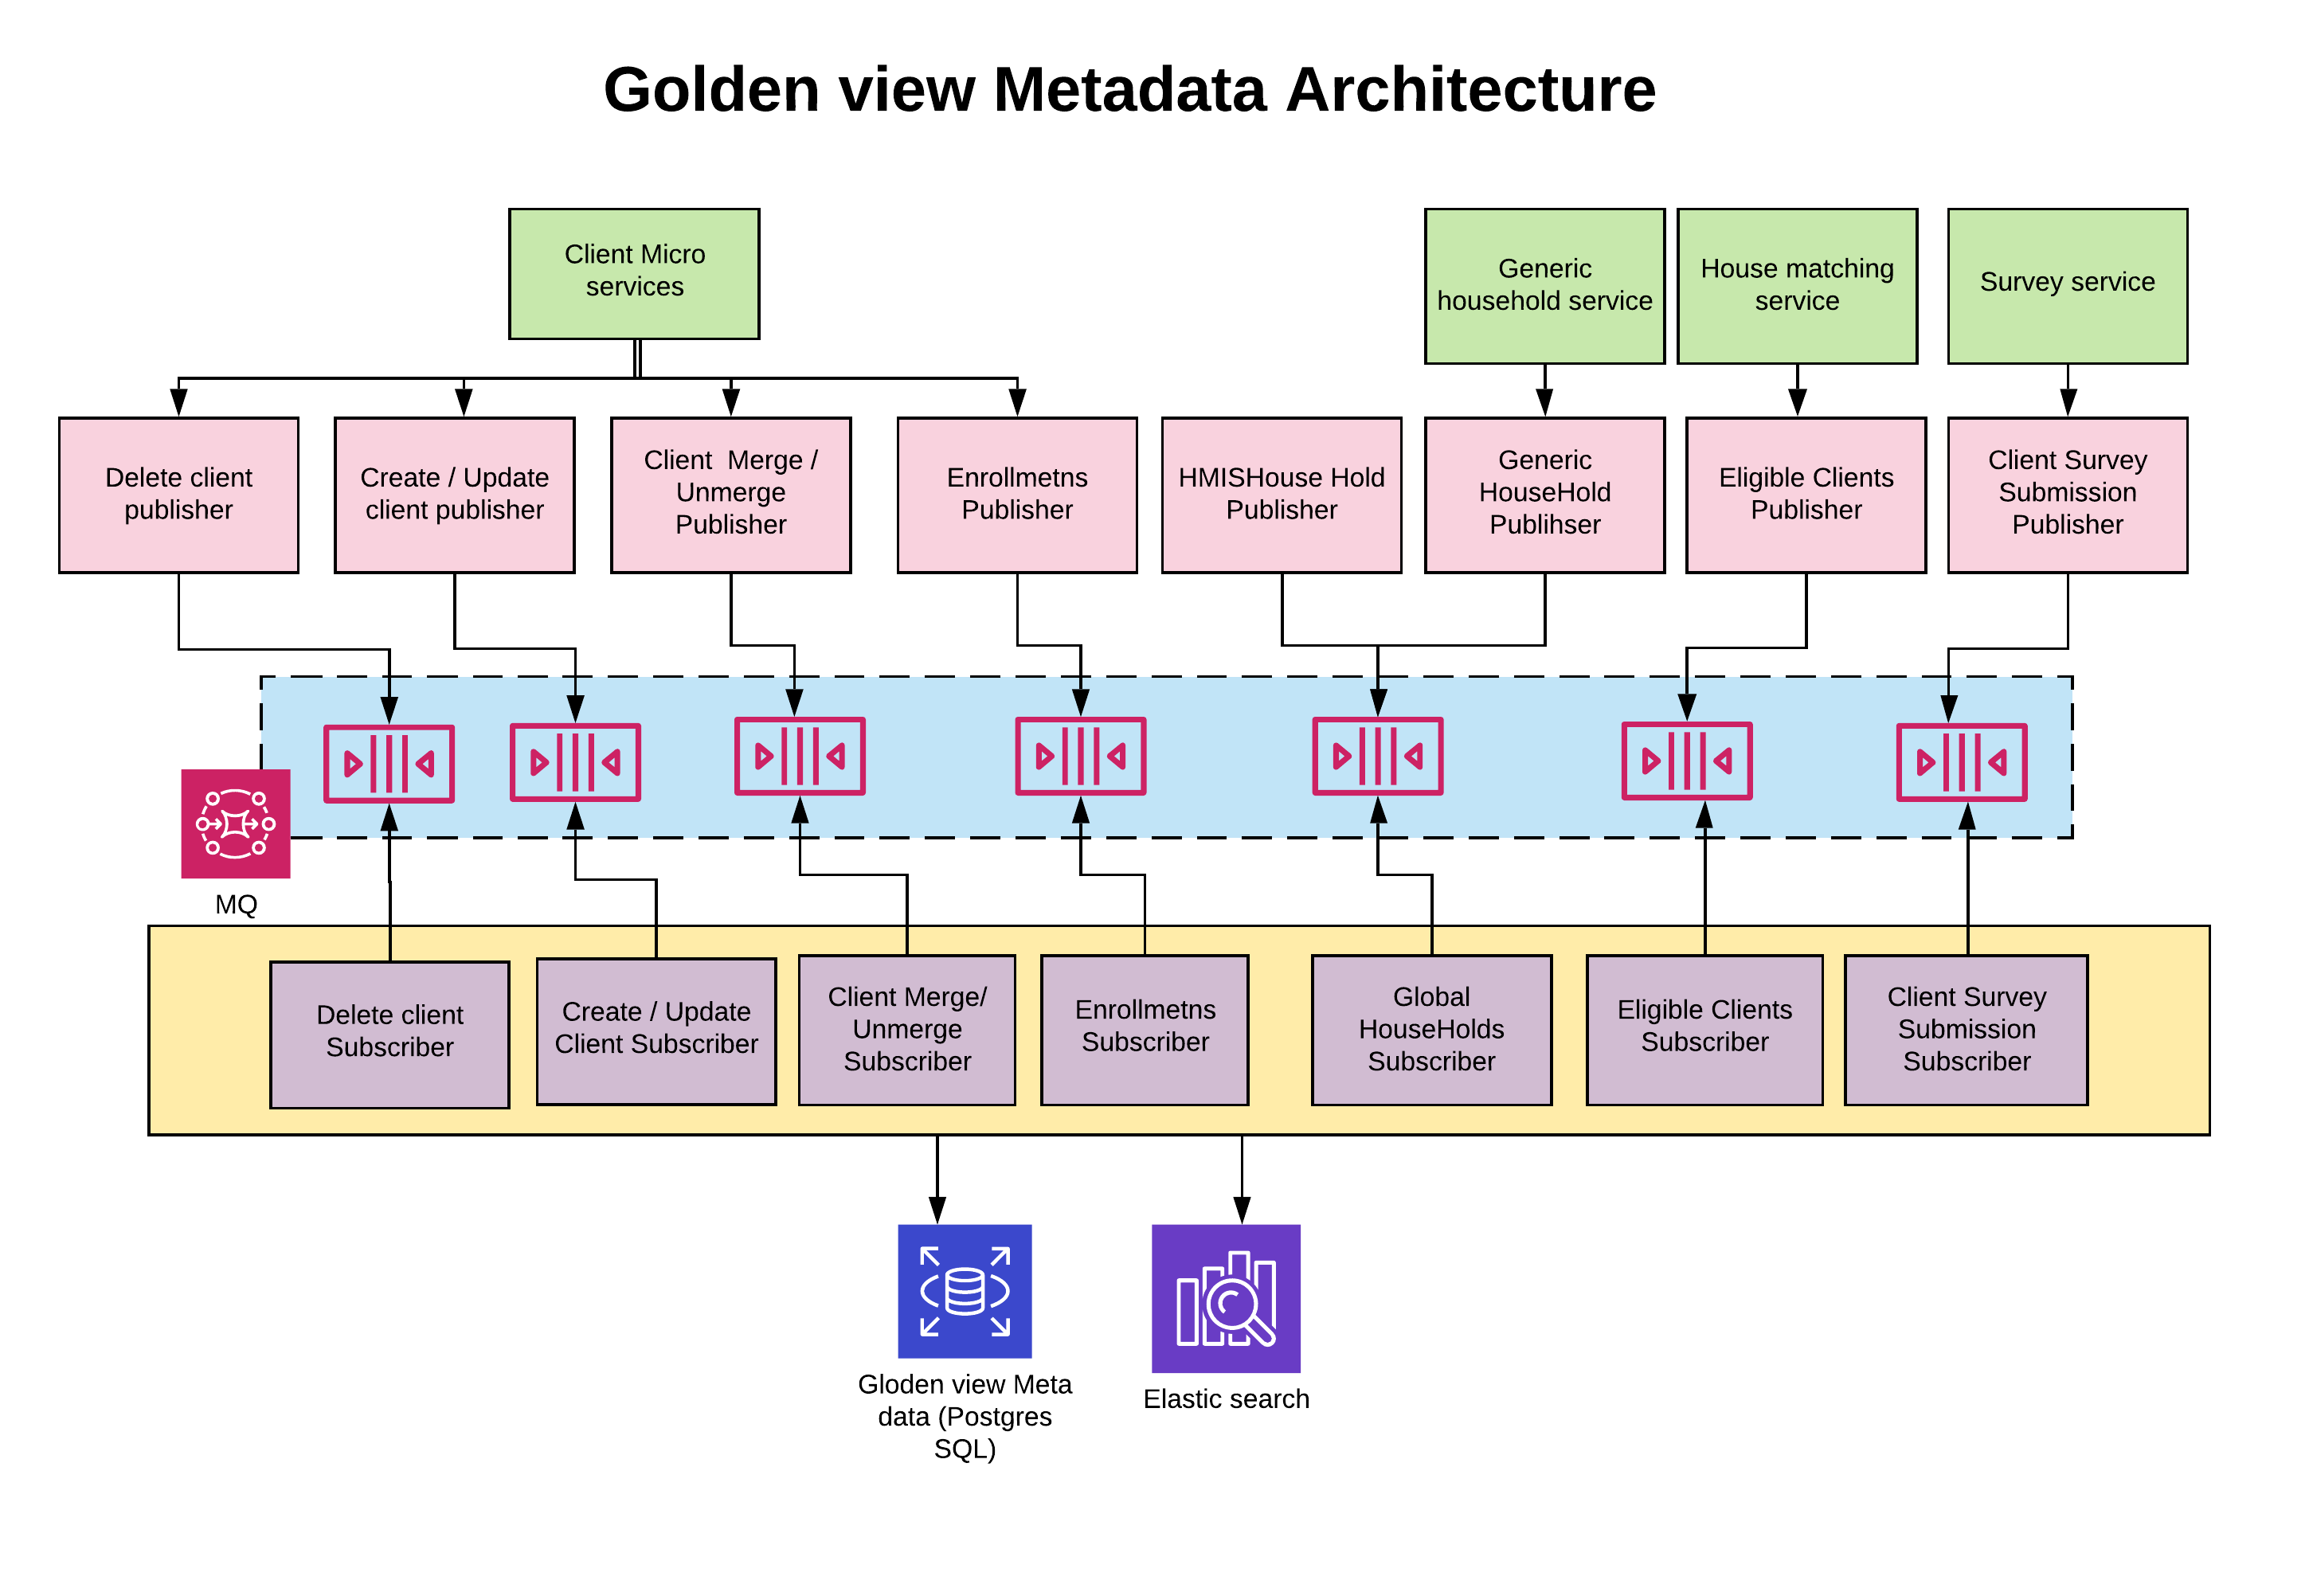 Golden view Metadata Architecture
Client Micro
services
Generic
household service
House matching
service
Survey service
Delete client
publisher
Create / Update
client publisher
Client  Merge /
Unmerge
Publisher
Enrollmetns
Publisher
HMISHouse Hold
Publisher
Generic
HouseHold
Publihser
Eligible Clients
Publisher
Client Survey
Submission
Publisher
MQ
Delete client
Subscriber
Create / Update
Client Subscriber
Client Merge/
Unmerge
Subscriber
Enrollmetns
Subscriber
Global
HouseHolds
Subscriber
Eligible Clients
Subscriber
Client Survey
Submission
Subscriber
Gloden view Meta
data (Postgres
SQL)
Elastic search